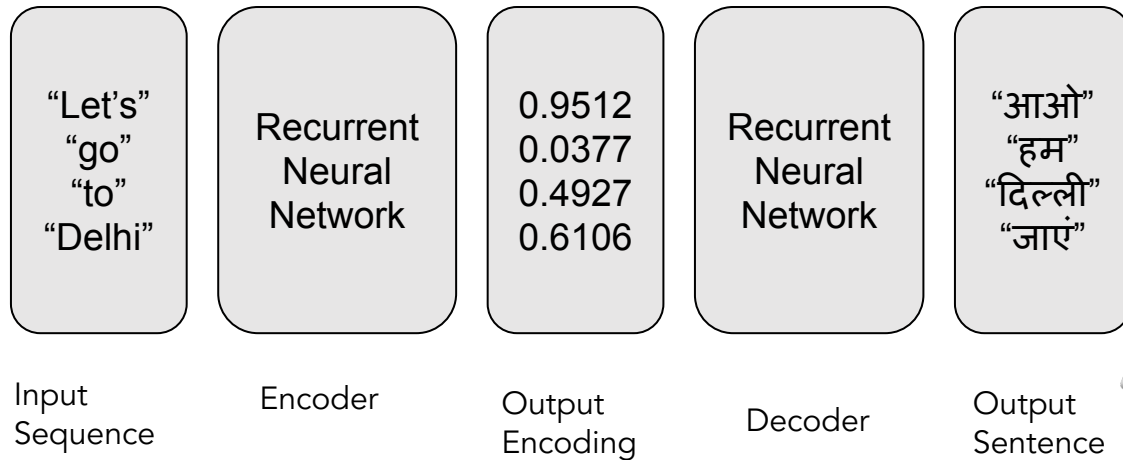 “Let’s”
“go”
“to”
“Delhi”
Recurrent
Neural
Network
0.9512
0.0377
0.4927
0.6106
Recurrent
Neural
Network
“आओ”
“हम”
“दिल्ली”
“जाएं”
Input
Sequence
Encoder
Output
Encoding
Decoder
Output
Sentence